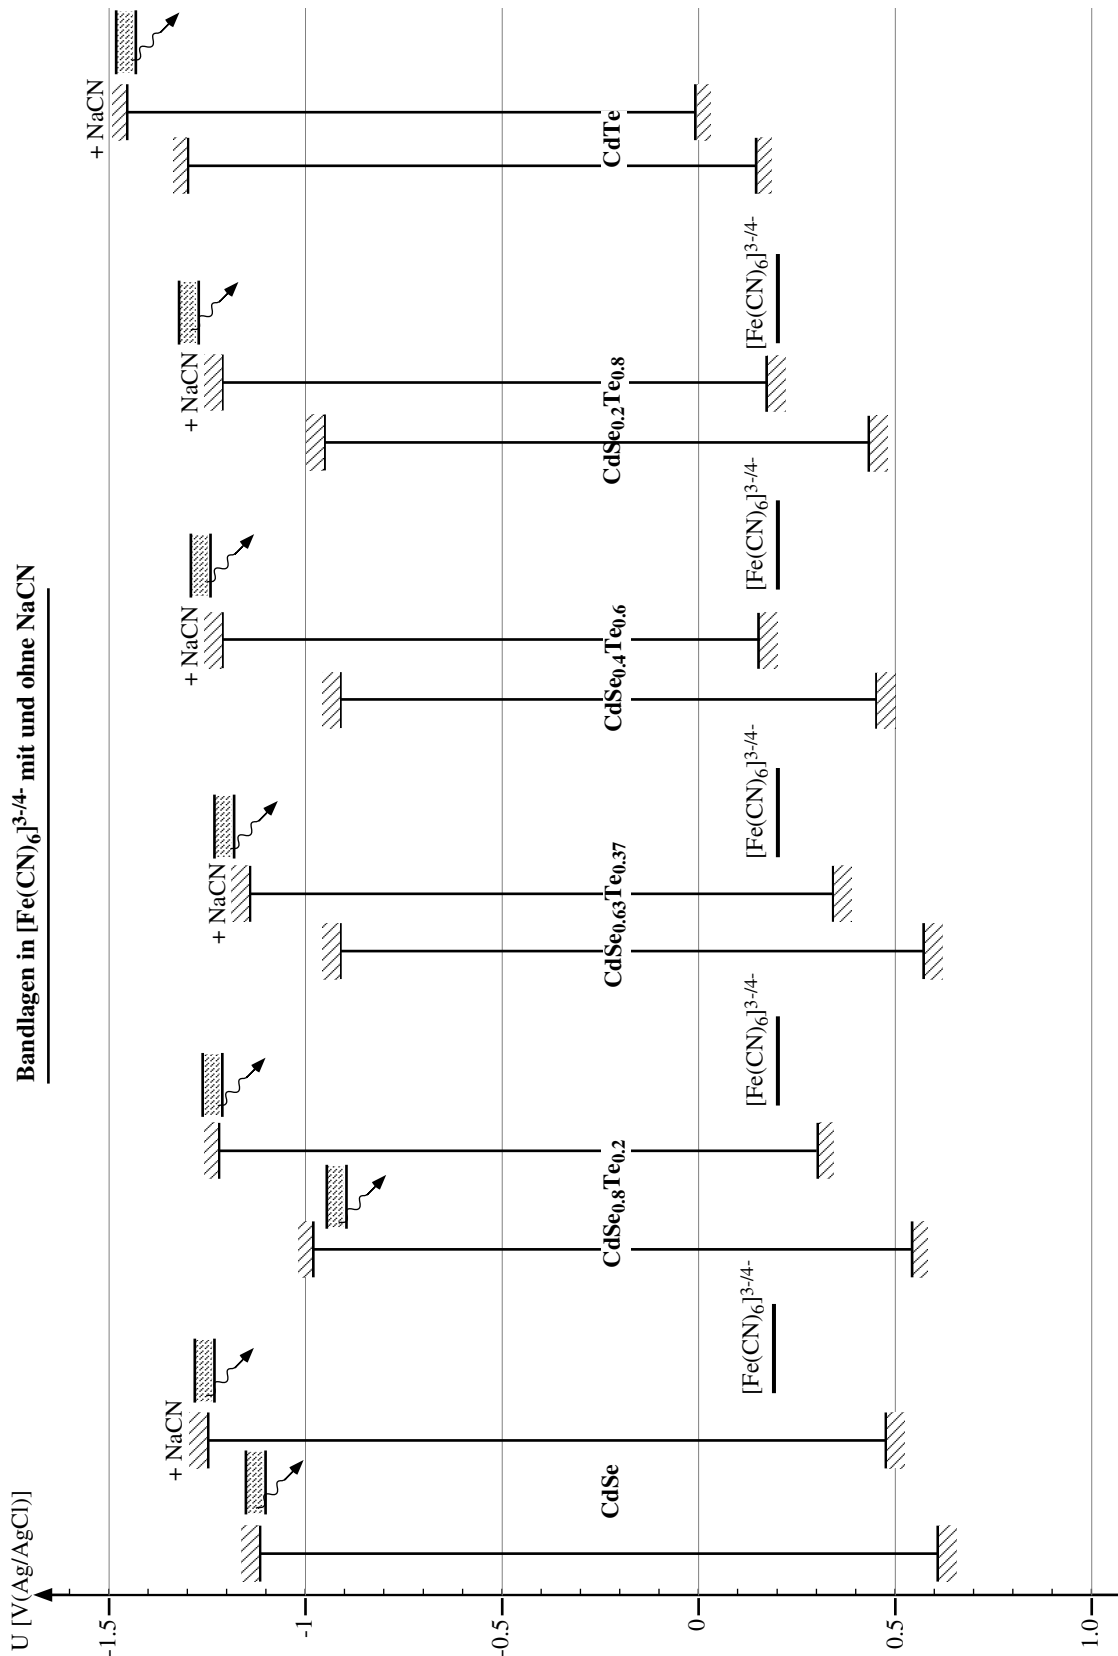 Bandlagen in [Fe(CN)6]3-/4- mit und ohne NaCN
U [V(Ag/AgCl)]
-1.5
-1
-0.5
0
0.5
1.0
+ NaCN
+ NaCN
+ NaCN
+ NaCN
+ NaCN
[Fe(CN)6]3-/4-
[Fe(CN)6]3-/4-
[Fe(CN)6]3-/4-
[Fe(CN)6]3-/4-
[Fe(CN)6]3-/4-
CdSe
CdSe0.8Te0.2
CdSe0.63Te0.37
CdSe0.4Te0.6
CdSe0.2Te0.8
CdTe